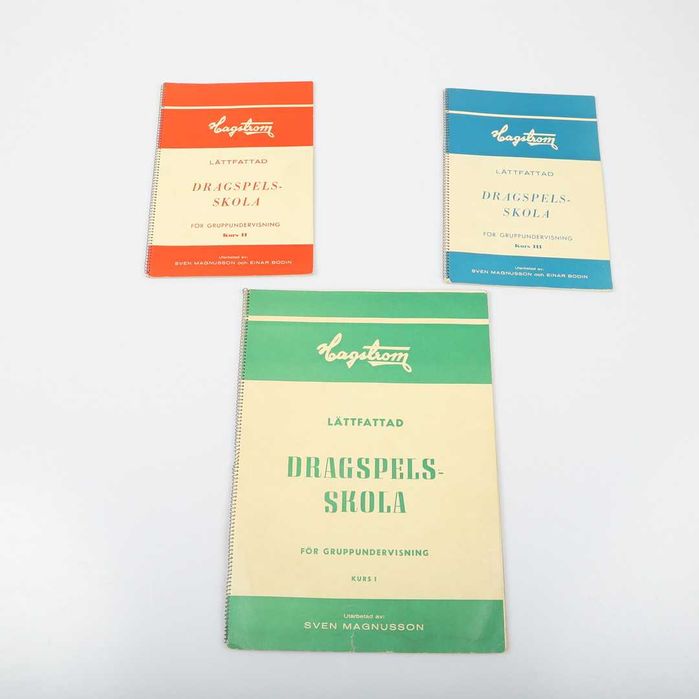 Hagstrom
LÄTTFATTAD
DRAGSPELS-
SKOLA
FÖR GRUPPUNDERVISNING
Kurs II
Utarbetad av:
SVEN MAGNUSSON och EINAR BODIN
Hagstrom
LÄTTFATTAD
DRAGSPELS-
SKOLA
FÖR GRUPPUNDERVISNING
Kurs III
Utarbetad av:
SVEN MAGNUSSON och EINAR BODIN
Hagstrom
LÄTTFATTAD
DRAGSPELS-
SKOLA
FÖR GRUPPUNDERVISNING
KURS I
Utarbetad av:
SVEN MAGNUSSON